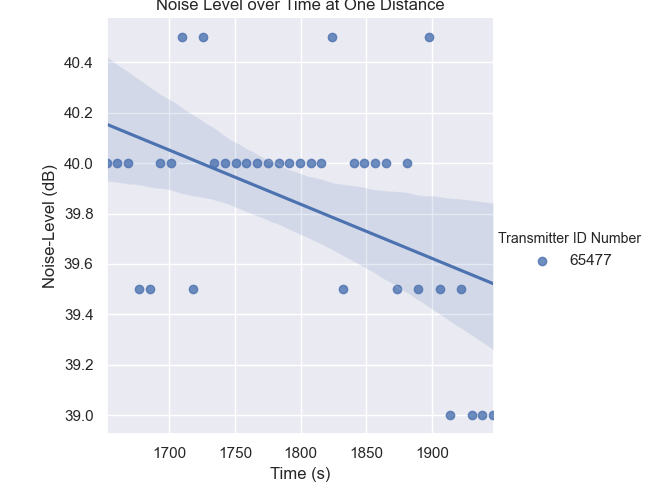 Noise Level over Time at One Distance
40.4
40.2
40.0
39.8
39.6
39.4
39.2
39.0
Noise-Level (dB)
1700 1750 1800 1850 1900
Time (s)
Transmitter ID Number
65477